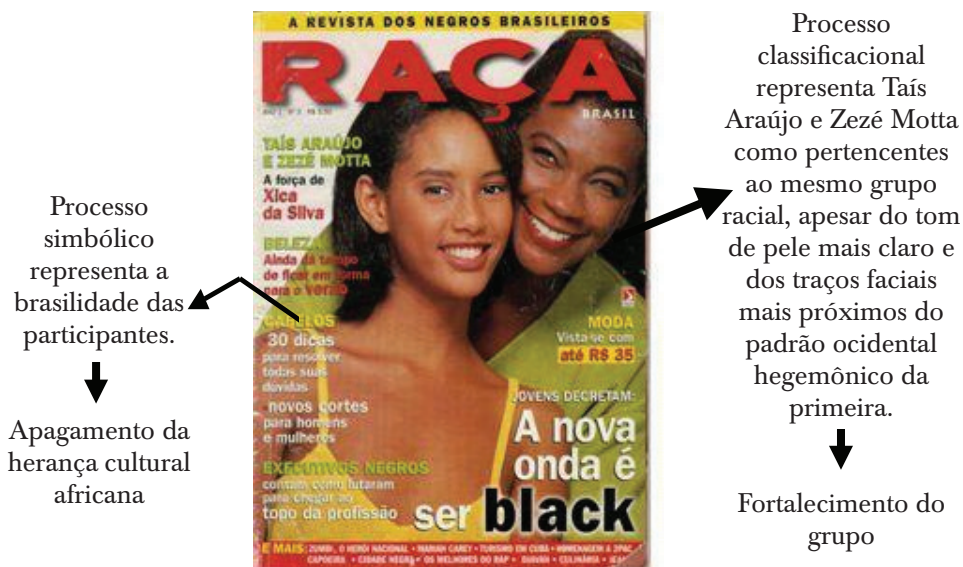 Processo
simbólico
representa a
brasilidade das
participantes.
Apagamento da
herança cultural
africana
A REVISTA DOS NEGROS BRASILEIROS
RAÇA
BRASIL
TAÍS ARAÚJO
E ZEZÉ MOTTA
A força de
Xica
da Silva
BELEZA
Ainda dá tempo
de ficar em forma
para o verão
CABELOS
30 dicas
para resolver
todas suas
dúvidas
novos cortes
para homens
e mulheres
EXECUTIVOS NEGROS
contam como lutaram
para chegar ao
topo da profissão
MODA
Vista-se com
até R$ 35
JOVENS DECRETAM:
A nova
onda é
ser black
E MAIS: ZUMBI, O HERÓI NACIONAL • MARIAH CAREY • TURISMO EM CUBA • HOMENAGEM A 2PAC
CAPOEIRA • CIDADE NEGRA • OS MELHORES DO RAP • DJAVAN • CULINÁRIA
Processo
classificacional
representa Taís
Araújo e Zezé Motta
como pertencentes
ao mesmo grupo
racial, apesar do tom
de pele mais claro e
dos traços faciais
mais próximos do
padrão ocidental
hegemônico da
primeira.
Fortalecimento do
grupo